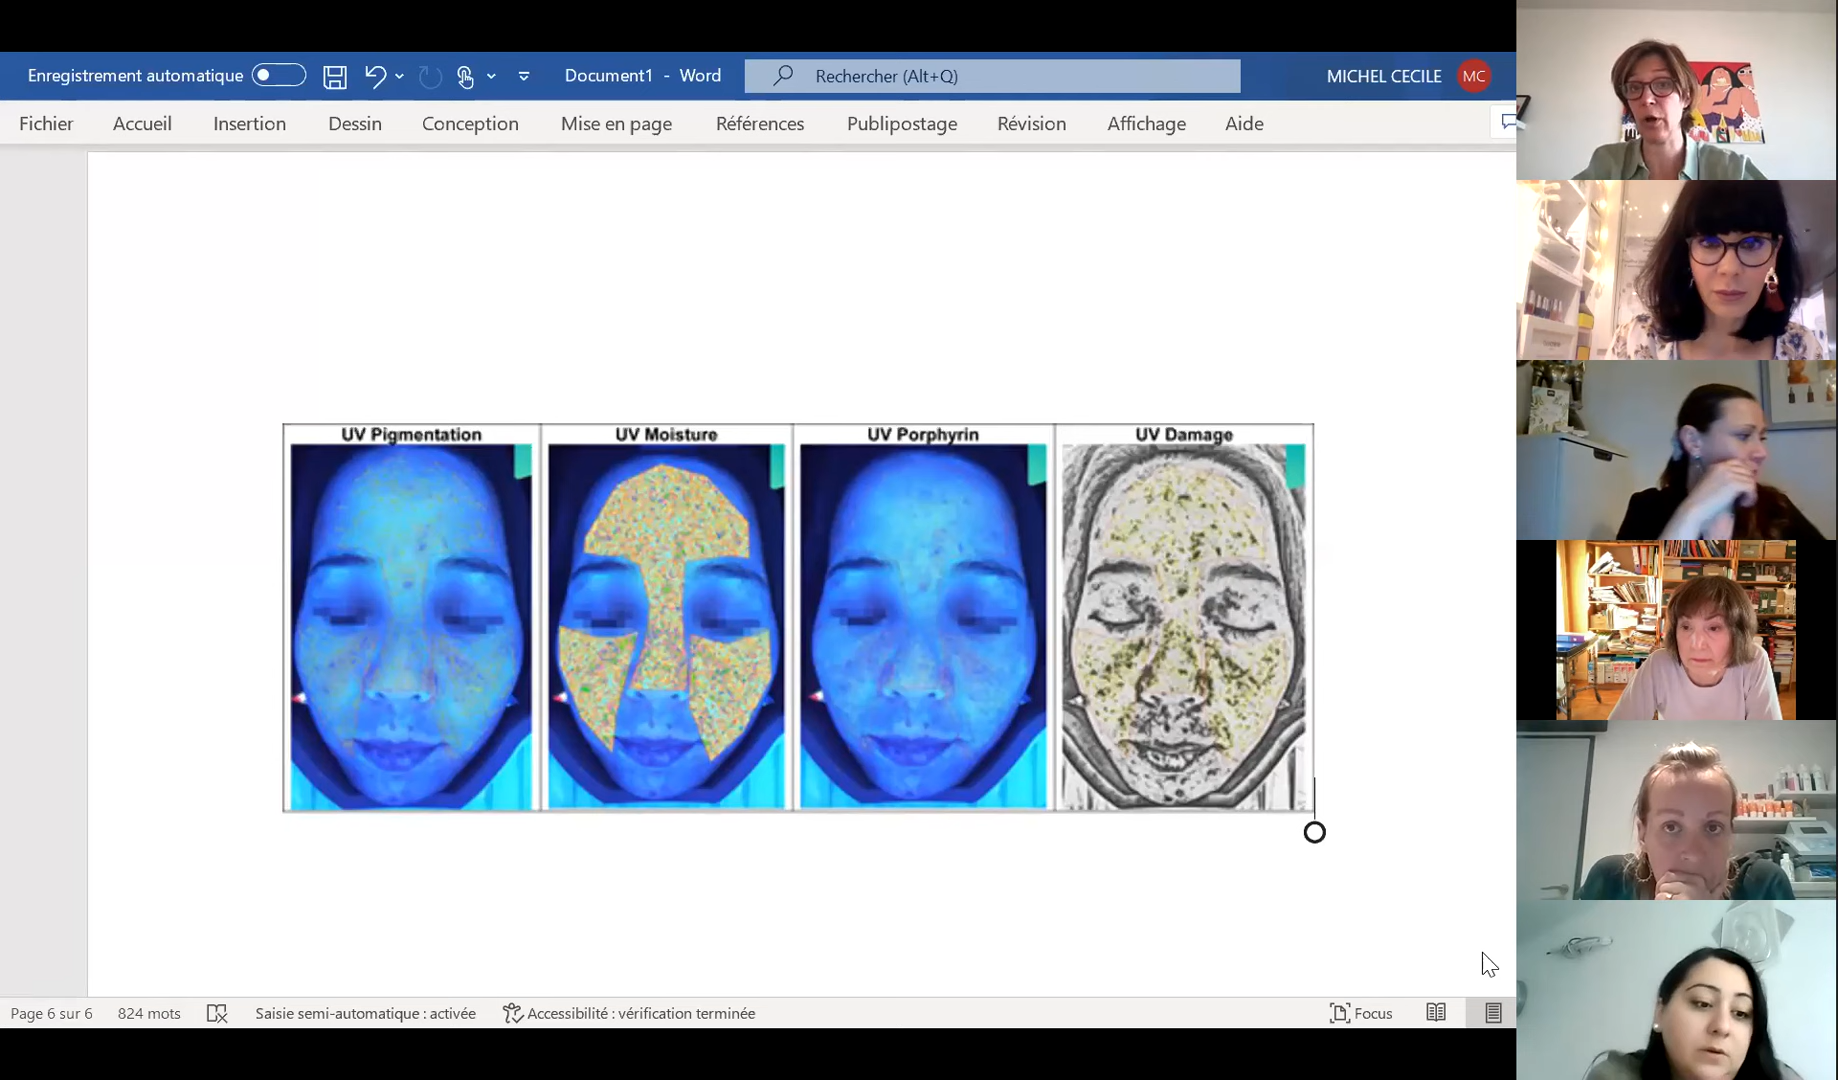 Enregistrement automatique
Document1 - Word
Rechercher (Alt+Q)
MICHEL CECILE
MC
Fichier Accueil Insertion Dessin Conception Mise en page Références Publipostage Révision Affichage Aide
UV Pigmentation UV Moisture UV Porphyrin UV Damage
Page 6 sur 6 824 mots Saisie semi-automatique : activée Accessibilité : vérification terminée Focus